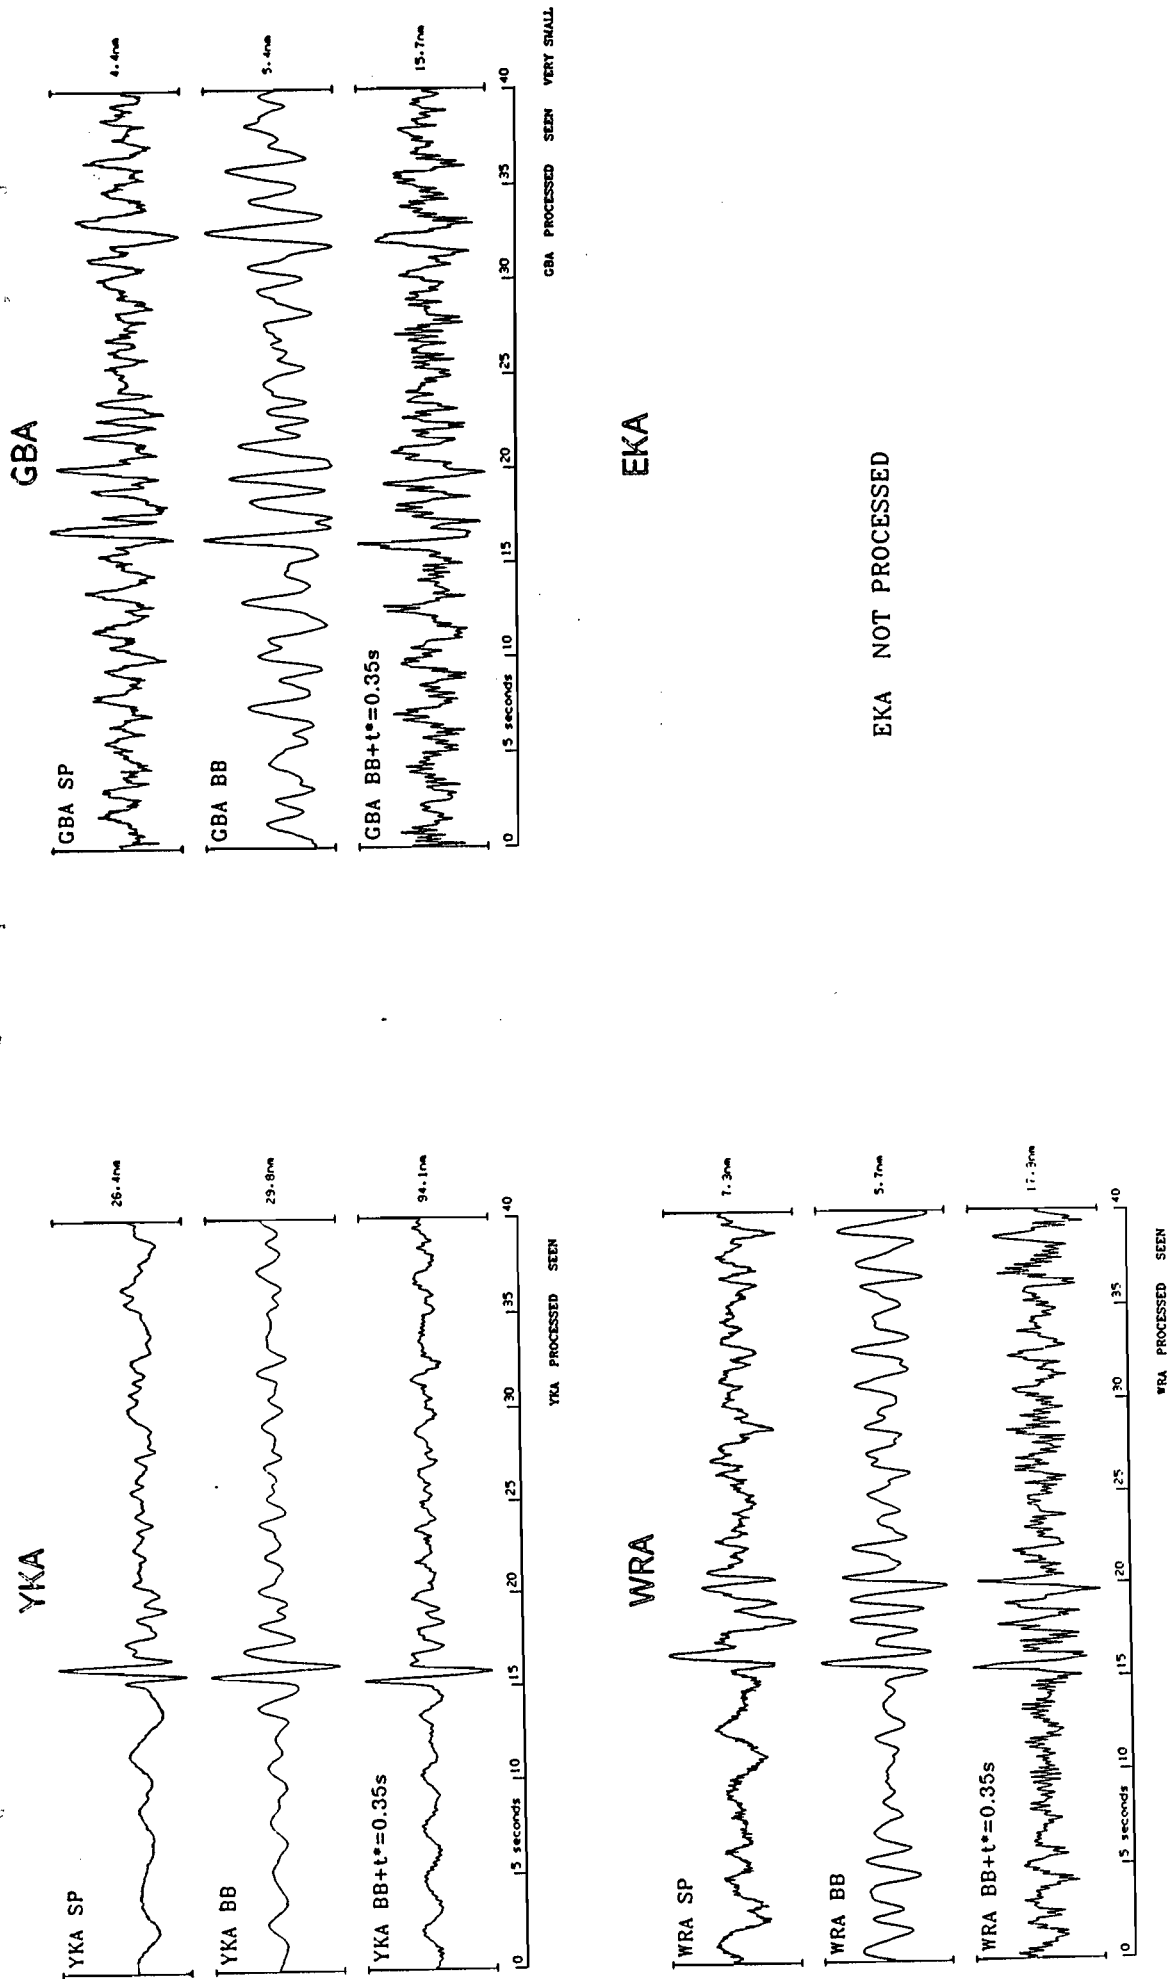 YKA
YKA SP
26.4nm
YKA BB
29.8nm
YKA BB+t*=0.35s
94.1nm
0 5 seconds 10 15 20 25 30 35 40
YKA PROCESSED SEEN
GBA
GBA SP
4.4nm
GBA BB
5.4nm
GBA BB+t*=0.35s
15.7nm
0 5 seconds 10 15 20 25 30 35 40
GBA PROCESSED SEEN VERY SMALL
WRA
WRA SP
7.3nm
WRA BB
5.7nm
WRA BB+t*=0.35s
17.9nm
0 5 seconds 10 15 20 25 30 35 40
WRA PROCESSED SEEN
EKA
EKA NOT PROCESSED